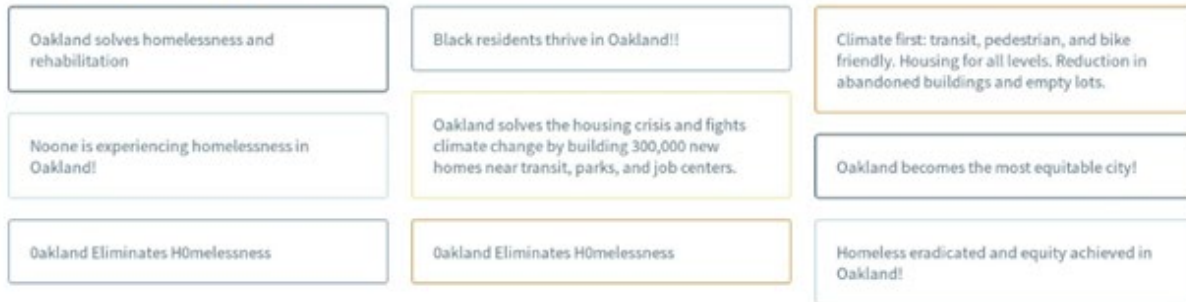 Oakland solves homelessness and
rehabilitation
Noone is experiencing homelessness in
Oakland!
0akland Eliminates H0melessness
Black residents thrive in Oakland!!
Oakland solves the housing crisis and fights
climate change by building 300,000 new
homes near transit, parks, and job centers.
0akland Eliminates H0melessness
Climate first: transit, pedestrian, and bike
friendly. Housing for all levels. Reduction in
abandoned buildings and empty lots.
Oakland becomes the most equitable city!
Homeless eradicated and equity achieved in
Oakland!